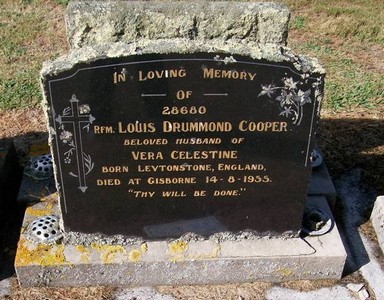 IN LOVING MEMORY
OF
28680
RFM. LOUIS DRUMMOND COOPER
BELOVED HUSBAND OF
VERA CELESTINE
BORN LEYTONSTONE, ENGLAND,
DIED AT GISBORNE 14-8-1955.
"THY WILL BE DONE."